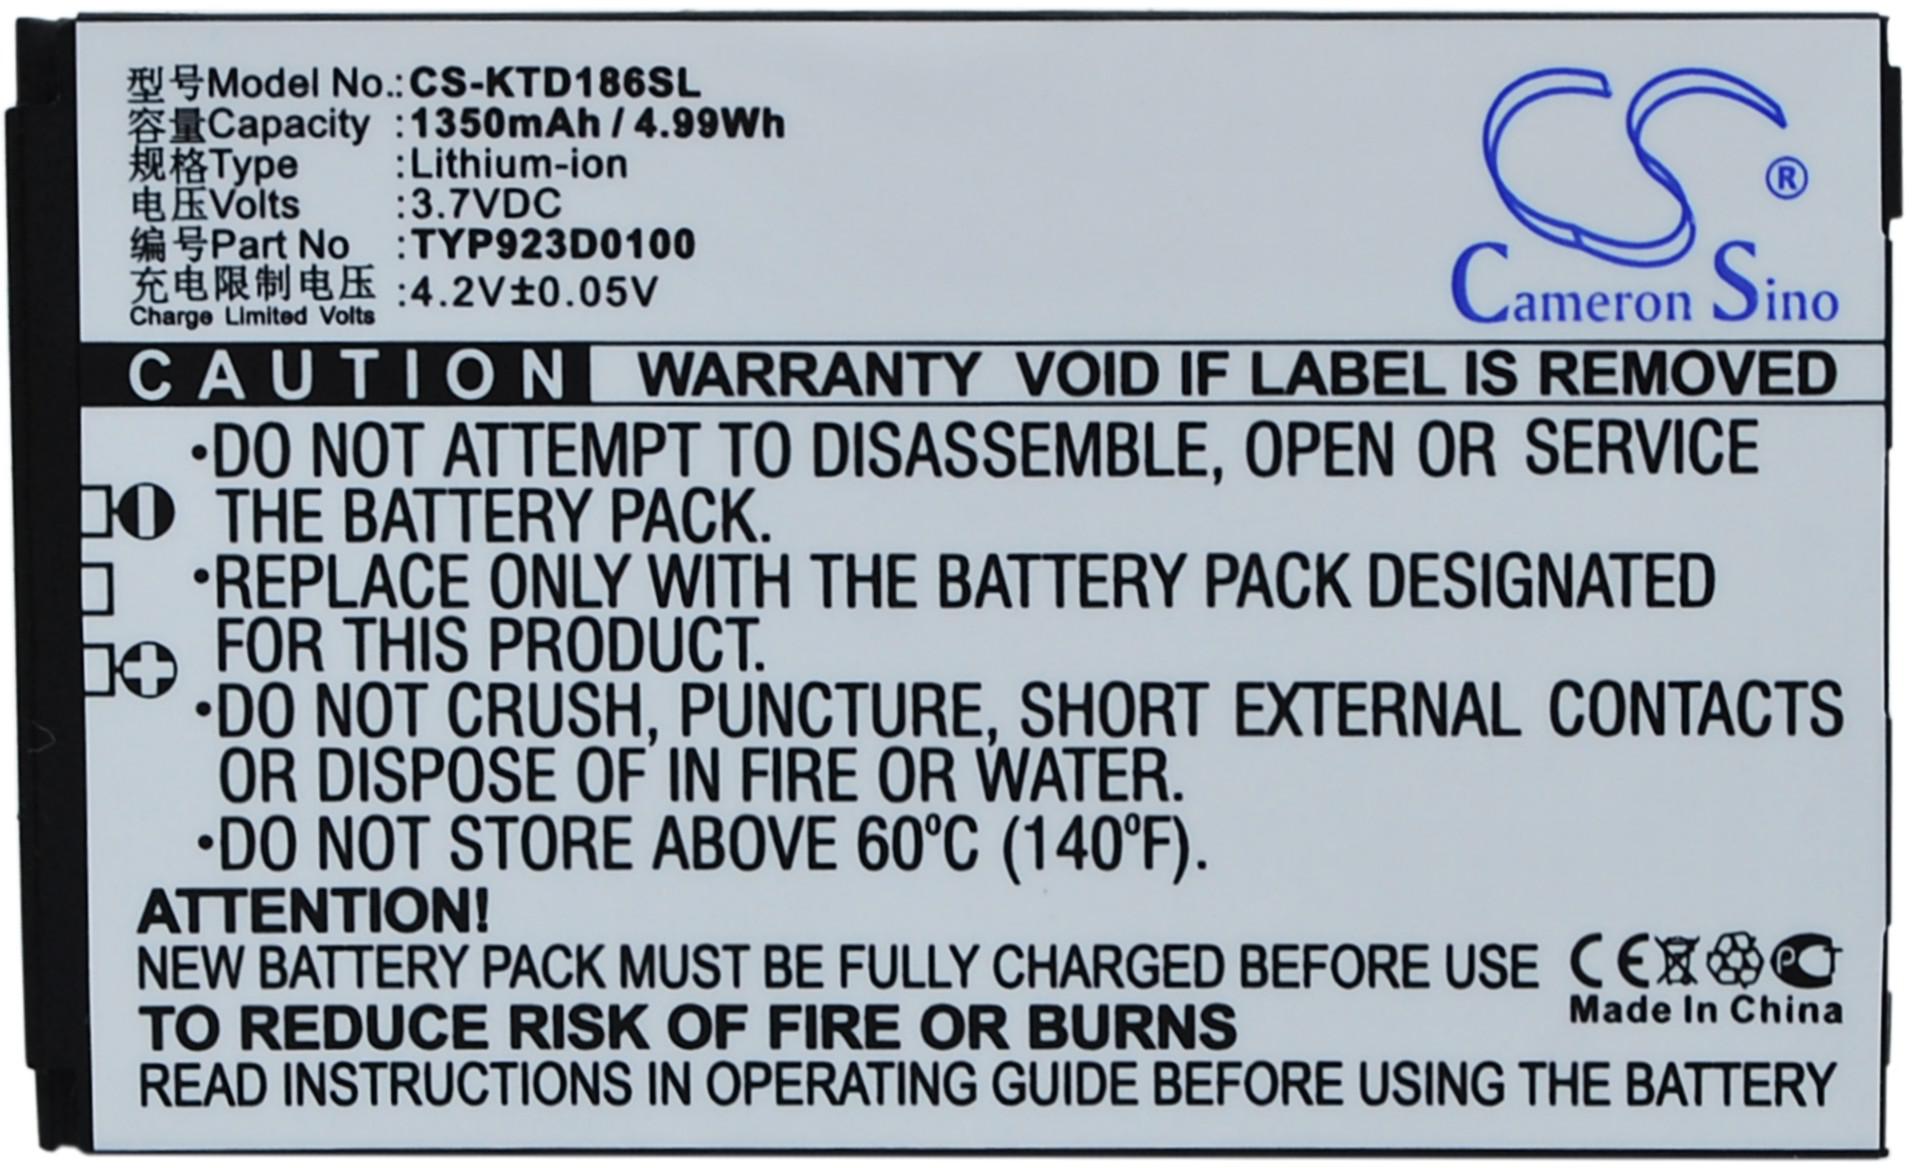 型号Model No.:CS-KTD186SL
容量Capacity :1350mAh / 4.99Wh
规格Type :Lithium-ion
电压Volts :3.7VDC
编号Part No :TYP923D0100
充电限制电压 :4.2V±0.05V
Charge Limited Volts
CS ®
Cameron Sino
CAUTION WARRANTY VOID IF LABEL IS REMOVED
•DO NOT ATTEMPT TO DISASSEMBLE, OPEN OR SERVICE
THE BATTERY PACK.
•REPLACE ONLY WITH THE BATTERY PACK DESIGNATED
FOR THIS PRODUCT.
•DO NOT CRUSH, PUNCTURE, SHORT EXTERNAL CONTACTS
OR DISPOSE OF IN FIRE OR WATER.
•DO NOT STORE ABOVE 60ºC (140ºF).
ATTENTION!
NEW BATTERY PACK MUST BE FULLY CHARGED BEFORE USE CE PCT
Made In China
TO REDUCE RISK OF FIRE OR BURNS
READ INSTRUCTIONS IN OPERATING GUIDE BEFORE USING THE BATTERY